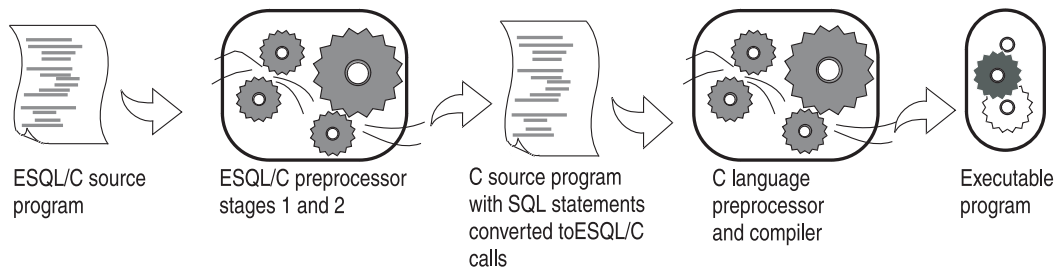 ESQL/C source
program
ESQL/C preprocessor
stages 1 and 2
C source program
with SQL statements
converted toESQL/C
calls
C language
preprocessor
and compiler
Executable
program